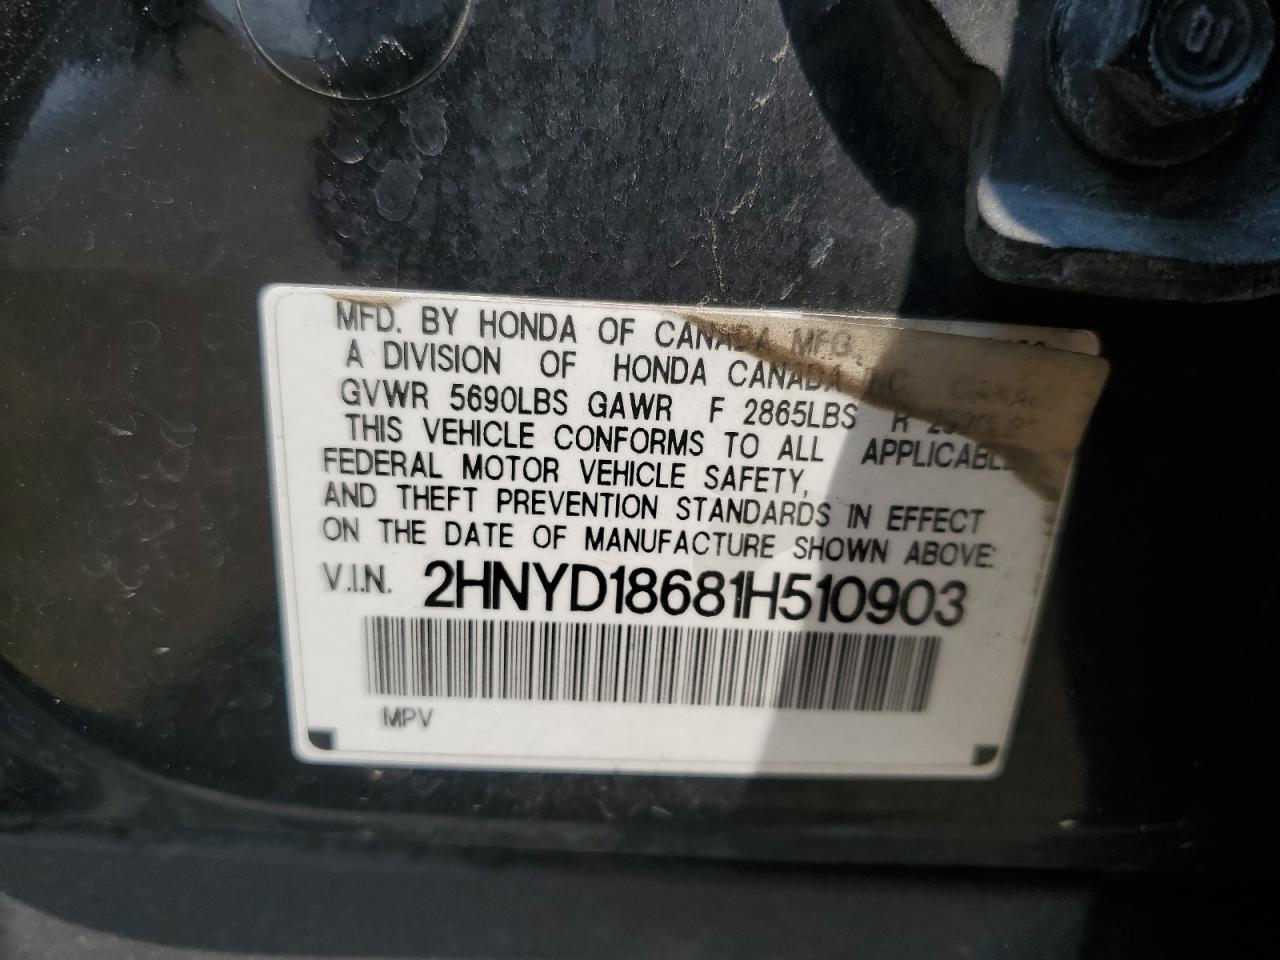 MFD. BY HONDA OF CANADA MFG.,
A DIVISION OF HONDA CANADA INC.
GVWR 5690LBS GAWR F 2865LBS R
THIS VEHICLE CONFORMS TO ALL APPLICABLE
FEDERAL MOTOR VEHICLE SAFETY,
AND THEFT PREVENTION STANDARDS IN EFFECT
ON THE DATE OF MANUFACTURE SHOWN ABOVE:
V.I.N. 2HNYD18681H510903
MPV